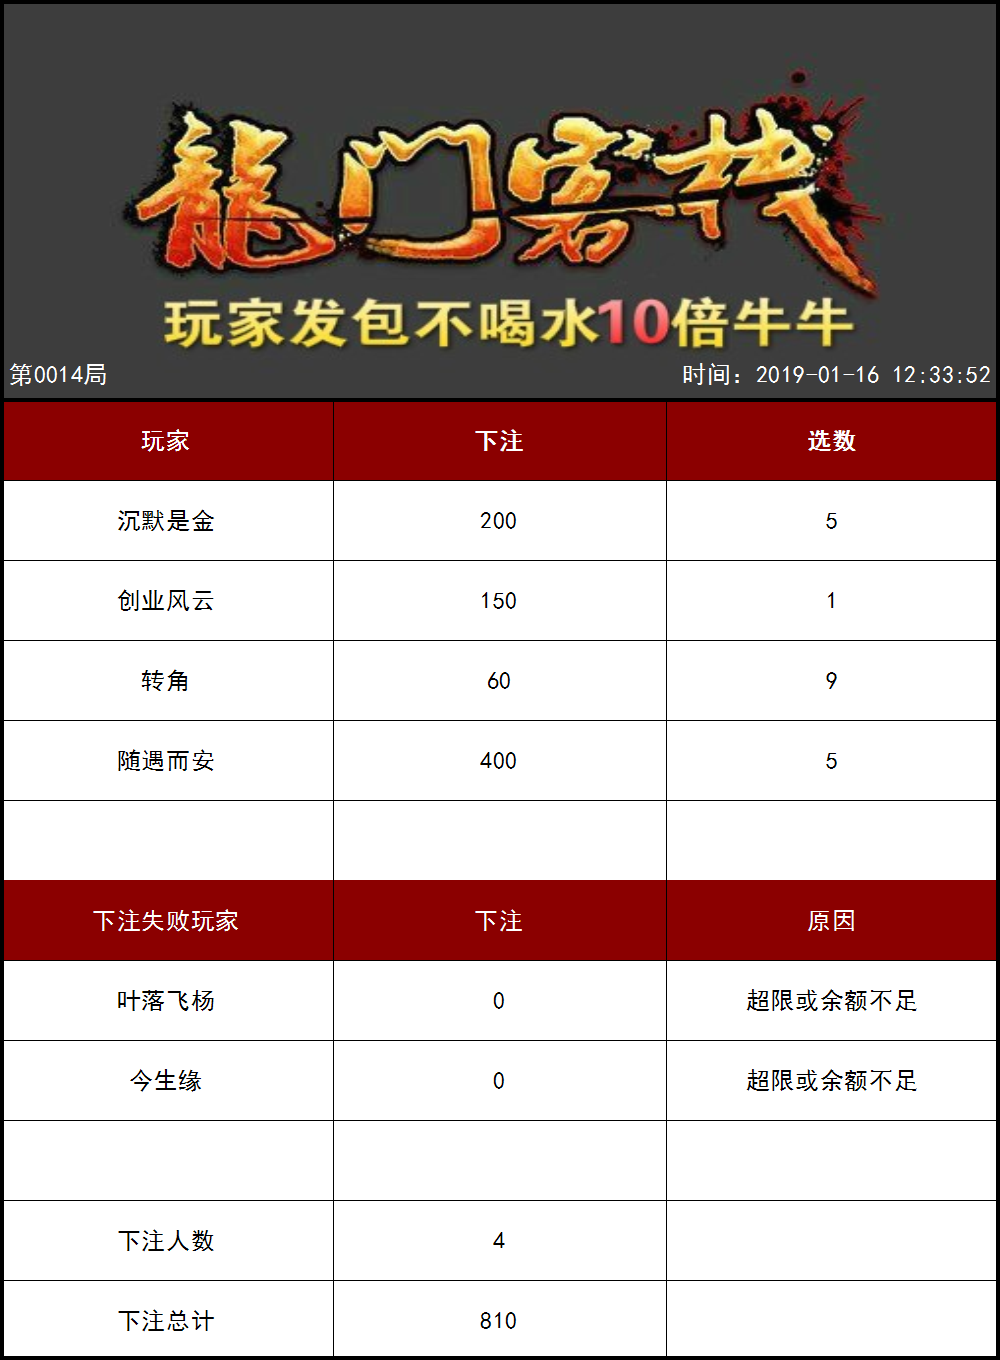 龍门客栈
玩家发包不喝水10倍牛牛
第0014局 时间：2019-01-16 12:33:52
玩家 下注 选数
沉默是金 200 5
创业风云 150 1
转角 60 9
随遇而安 400 5
下注失败玩家 下注 原因
叶落飞杨 0 超限或余额不足
今生缘 0 超限或余额不足
下注人数 4
下注总计 810